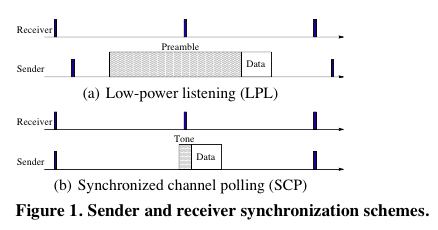 Receiver
Preamble
Sender
Data
(a) Low-power listening (LPL)
Receiver
Tone
Sender
Data
(b) Synchronized channel polling (SCP)
Figure 1. Sender and receiver synchronization schemes.